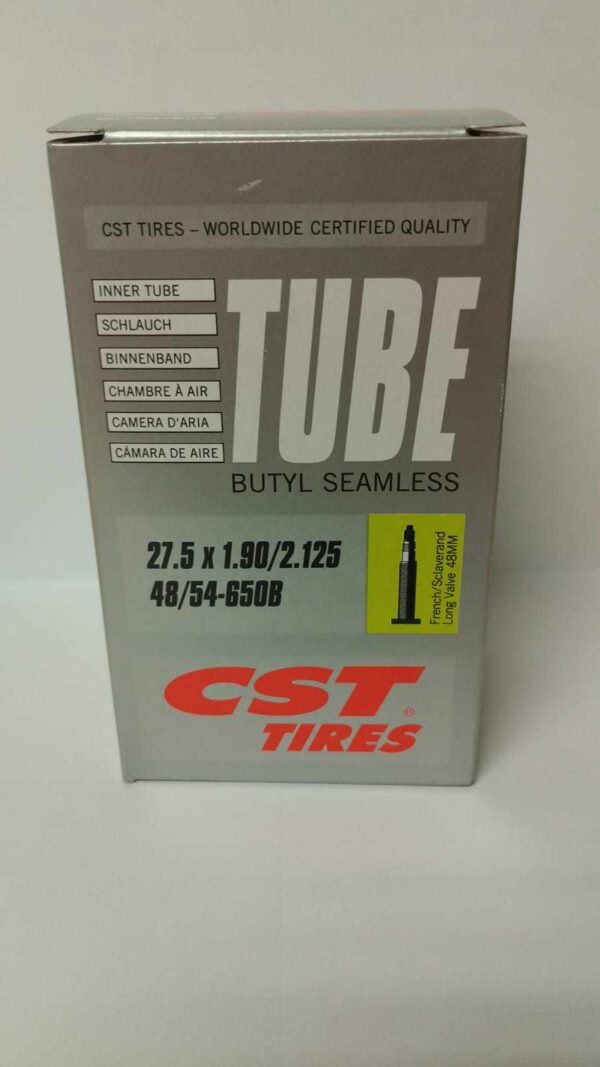 CST TIRES – WORLDWIDE CERTIFIED QUALITY
INNER TUBE
SCHLAUCH
BINNENBAND
CHAMBRE À AIR
CAMERA D'ARIA
CÁMARA DE AIRE
TUBE
BUTYL SEAMLESS
27.5 x 1.90/2.125
48/54-650B
French/Sclaverand
Long Valve 48MM
CST®
TIRES